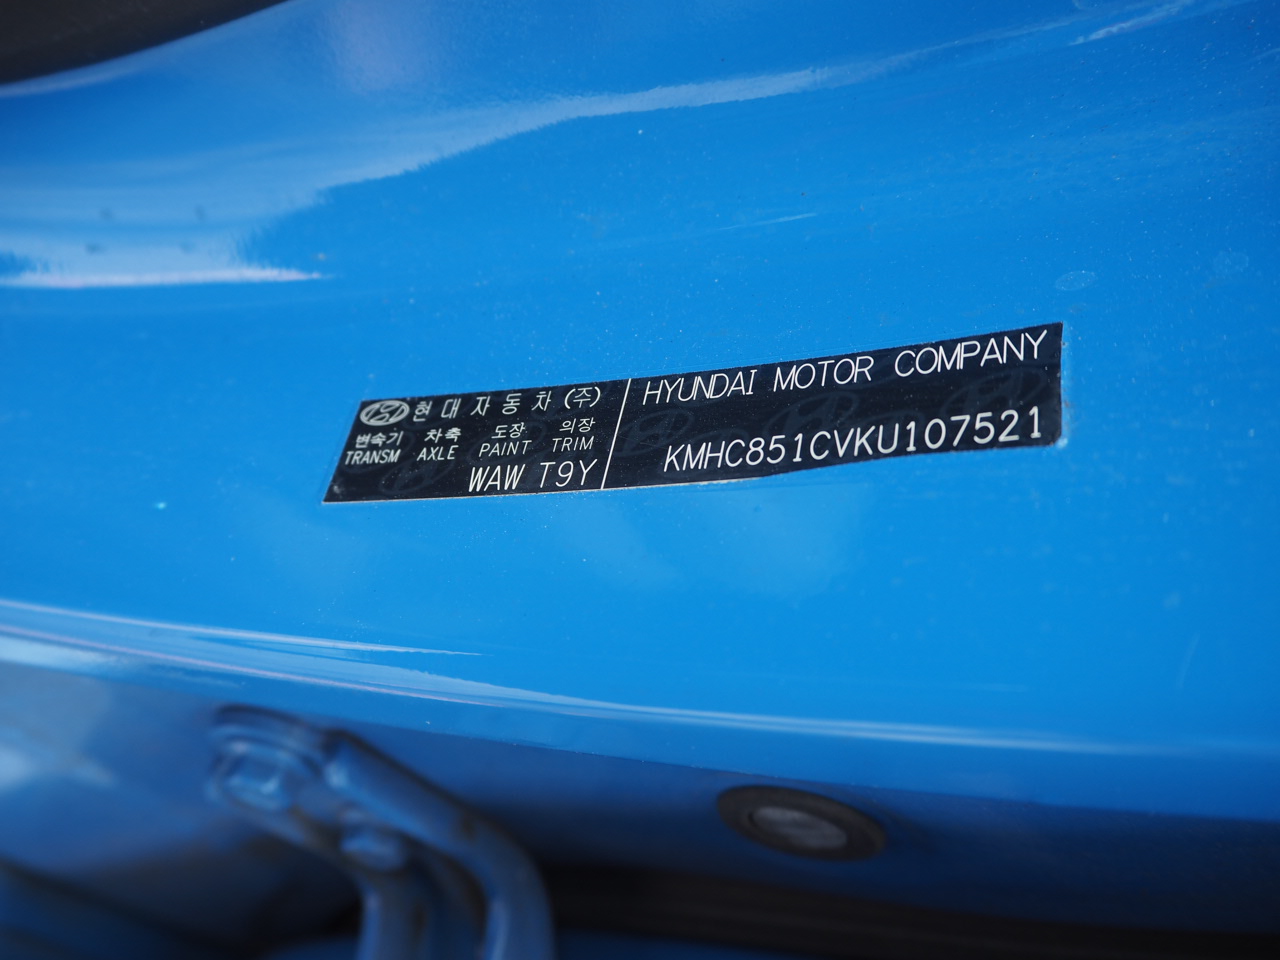 현대자동차(주)
변속기 차축 도장 의장
TRANSM AXLE PAINT TRIM
WAW T9Y
HYUNDAI MOTOR COMPANY
KMHC851CVKU107521